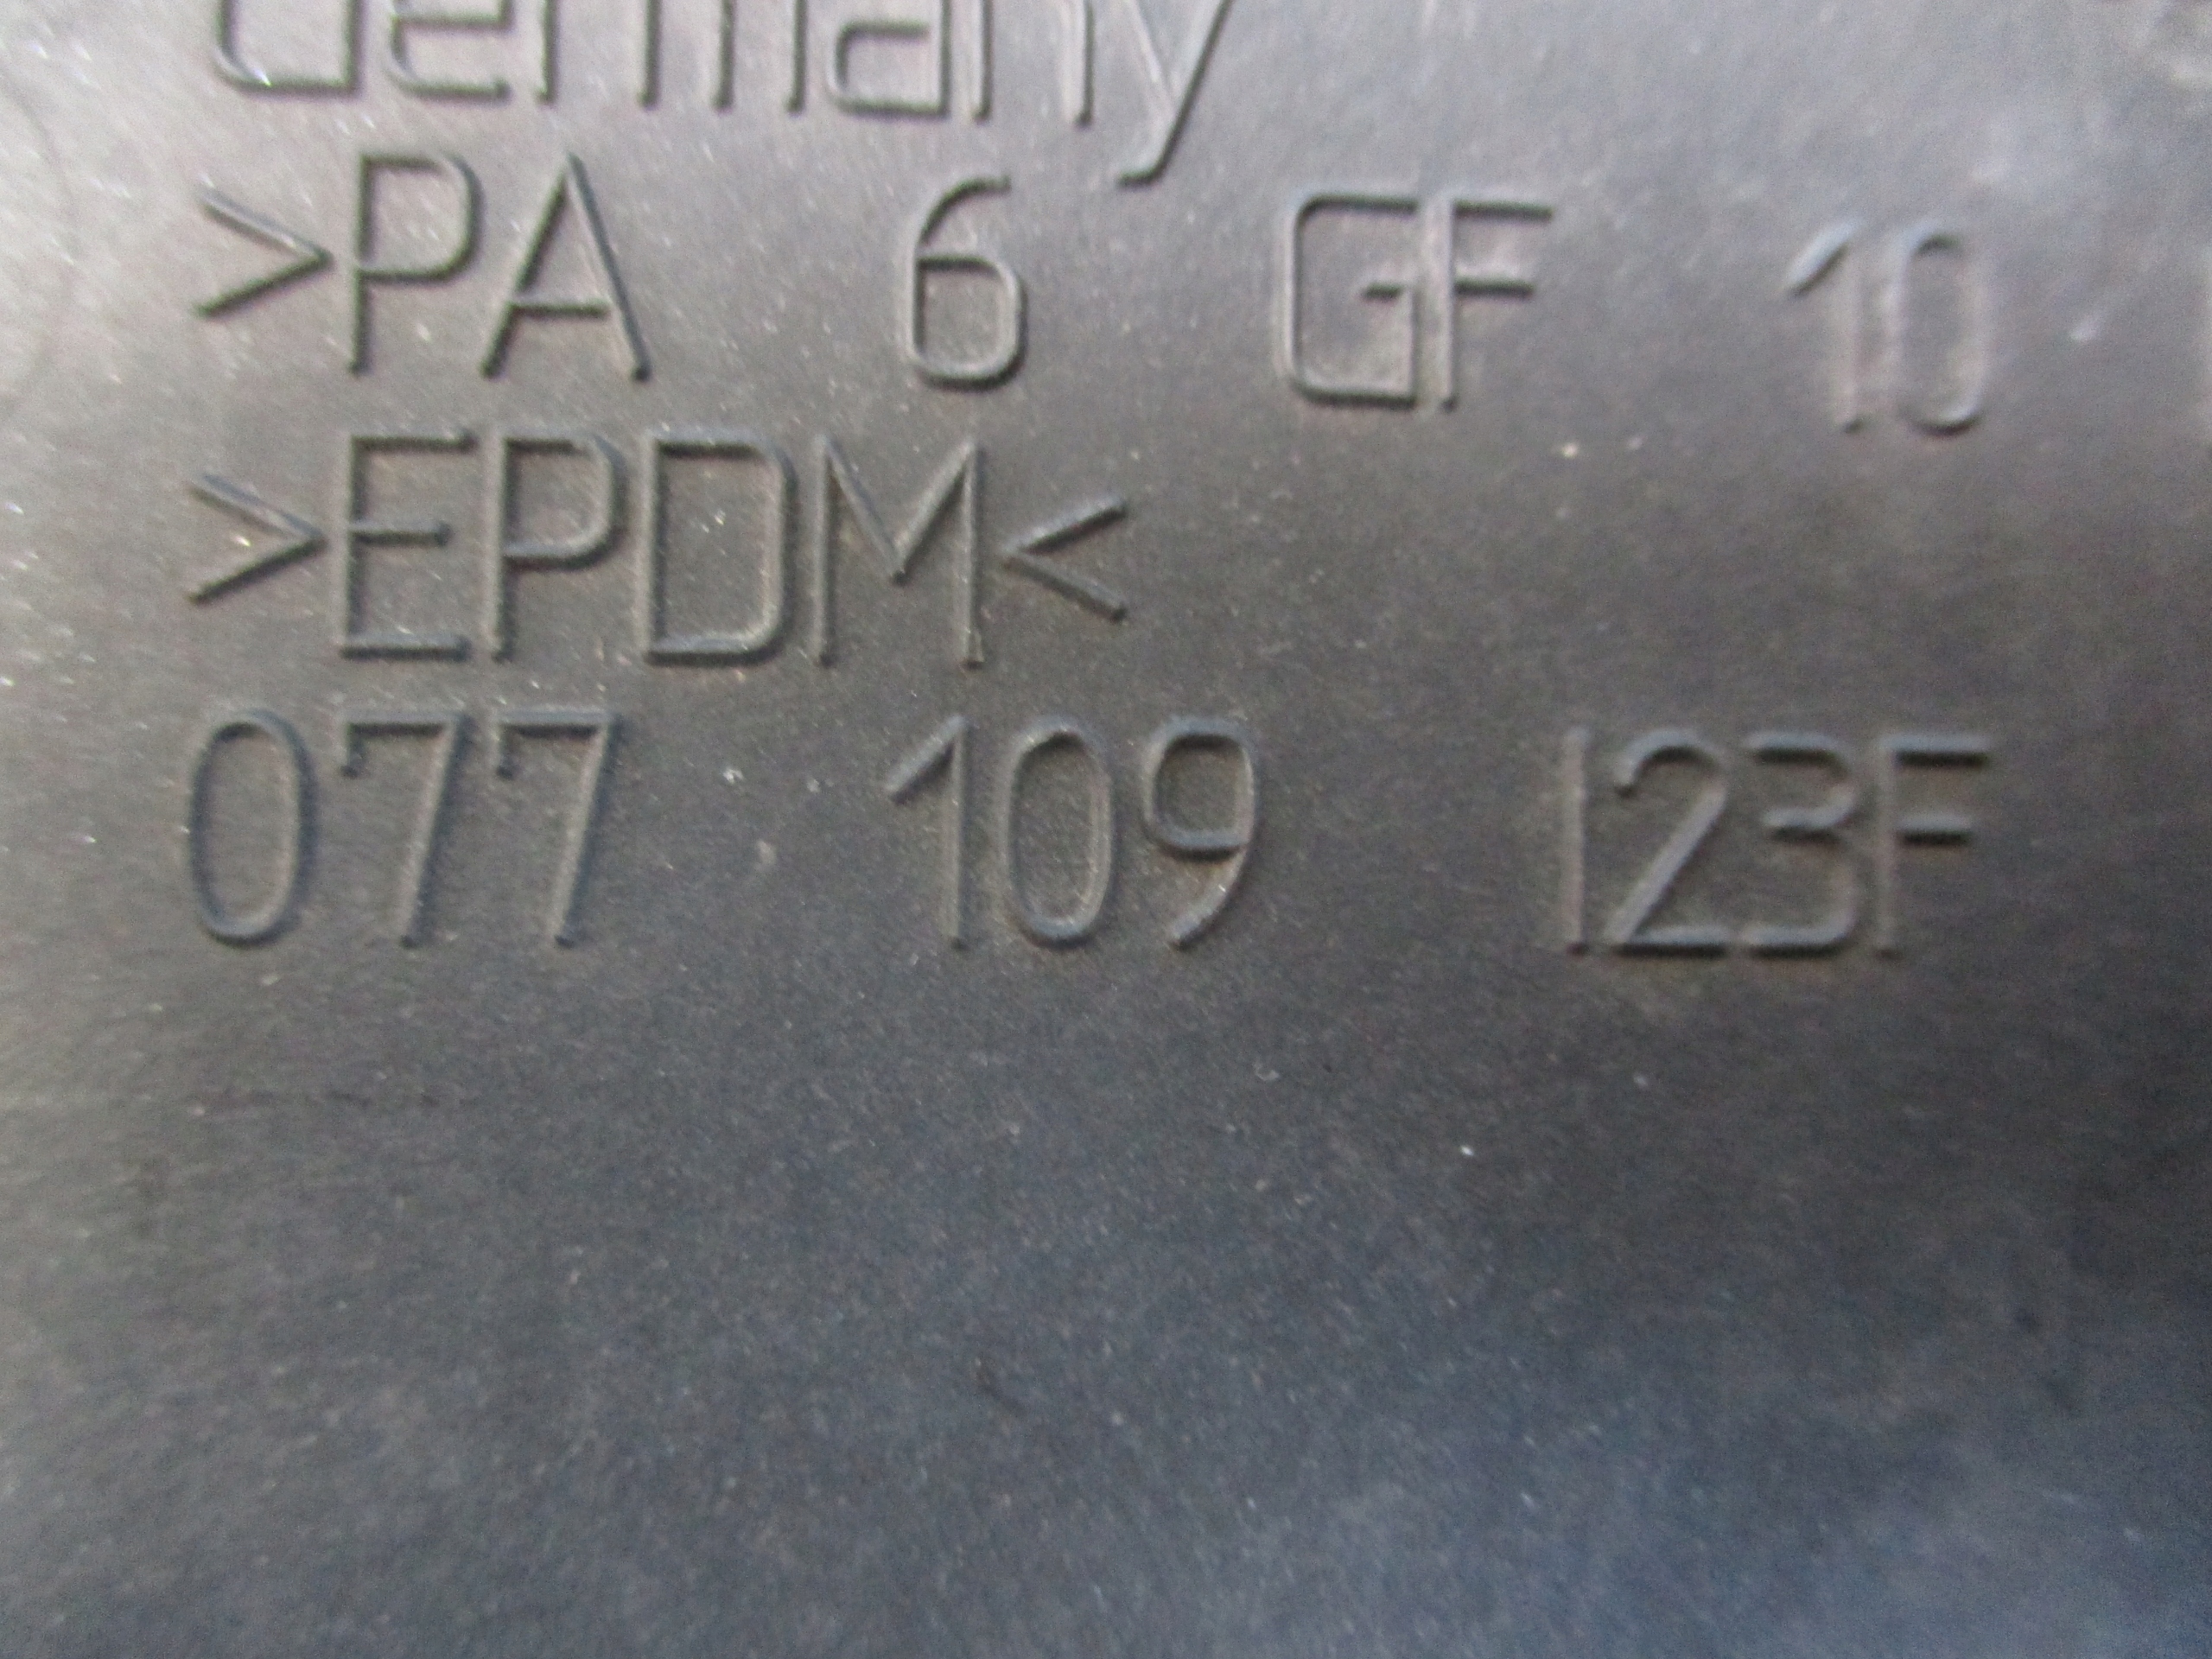 Germany
>PA 6 GF 10
>EPDM<
077 109 123F